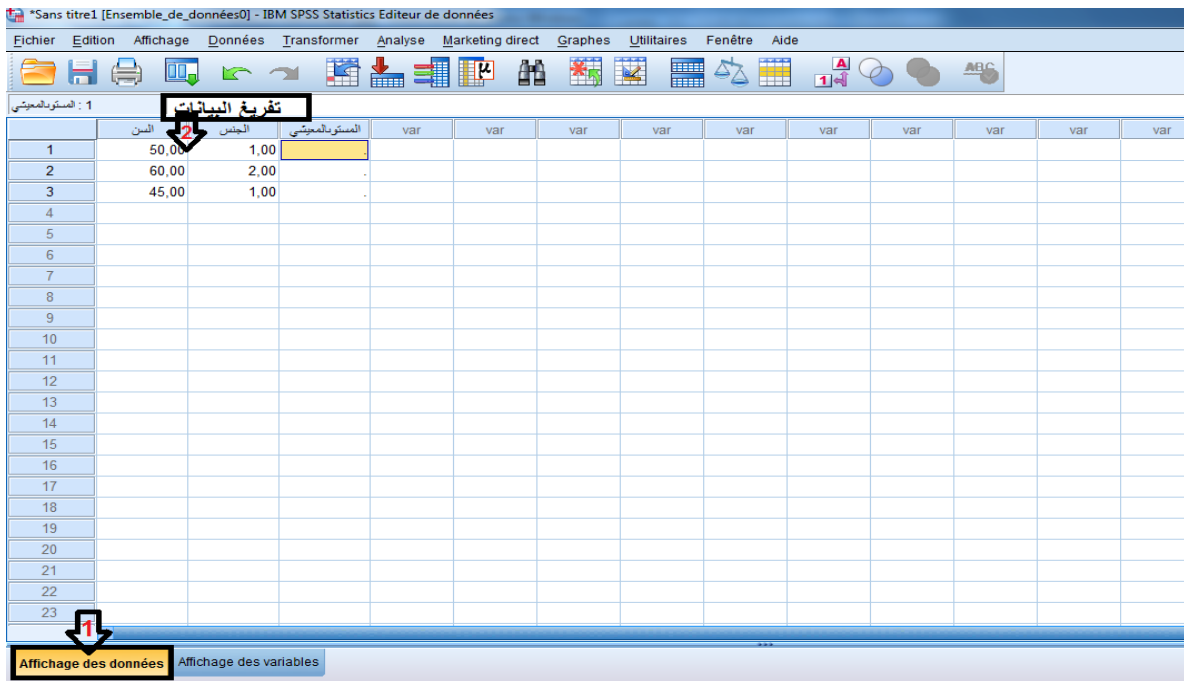 *Sans titre1 [Ensemble_de_données0] - IBM SPSS Statistics Editeur de données
Fichier Edition Affichage Données Transformer Analyse Marketing direct Graphes Utilitaires Fenêtre Aide
1 : المستوىالمعيشي
تفريغ البيانات
السن الجنس المستوىالمعيشي var var var var var var var var var var
2
1 50,00 1,00 .
2 60,00 2,00 .
3 45,00 1,00 .
4
5
6
7
8
9
10
11
12
13
14
15
16
17
18
19
20
21
22
23
1
Affichage des données Affichage des variables